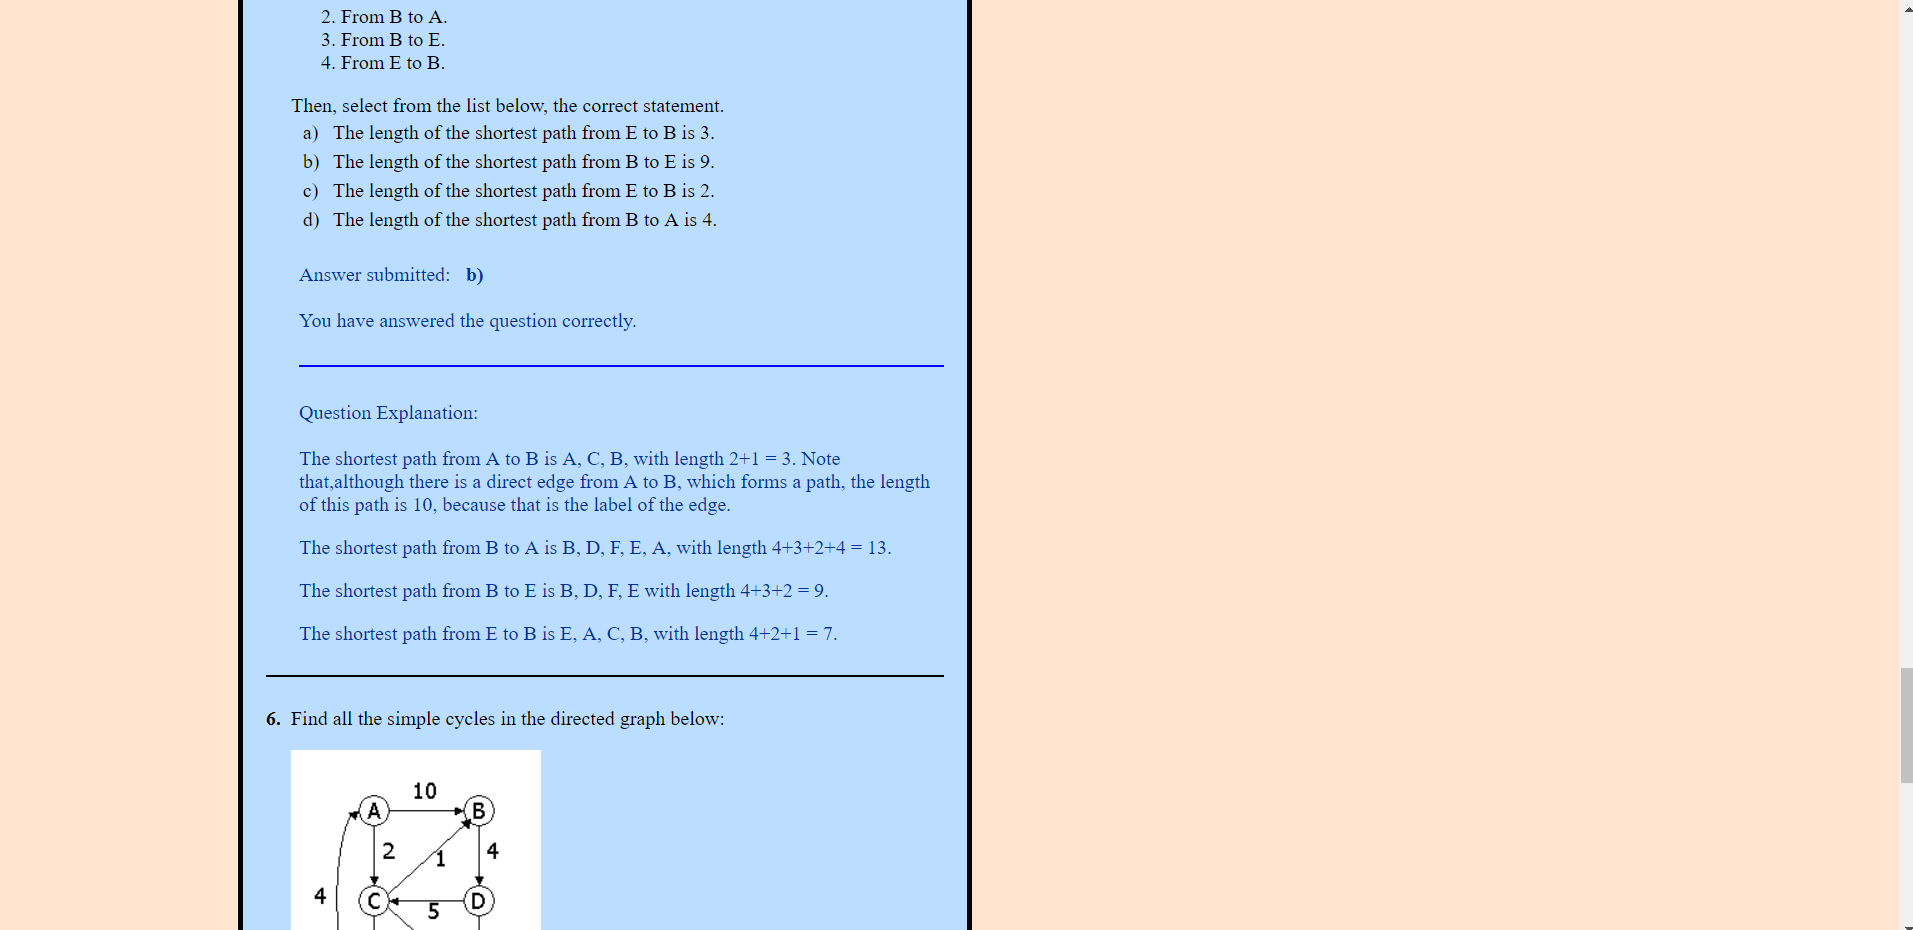 2. From B to A.
3. From B to E.
4. From E to B.
Then, select from the list below, the correct statement.
a) The length of the shortest path from E to B is 3.
b) The length of the shortest path from B to E is 9.
c) The length of the shortest path from E to B is 2.
d) The length of the shortest path from B to A is 4.
Answer submitted: b)
You have answered the question correctly.
Question Explanation:
The shortest path from A to B is A, C, B, with length 2+1 = 3. Note
that,although there is a direct edge from A to B, which forms a path, the length
of this path is 10, because that is the label of the edge.
The shortest path from B to A is B, D, F, E, A, with length 4+3+2+4 = 13.
The shortest path from B to E is B, D, F, E with length 4+3+2 = 9.
The shortest path from E to B is E, A, C, B, with length 4+2+1 = 7.
6. Find all the simple cycles in the directed graph below:
10
A B
2 1 4
4 C D
5